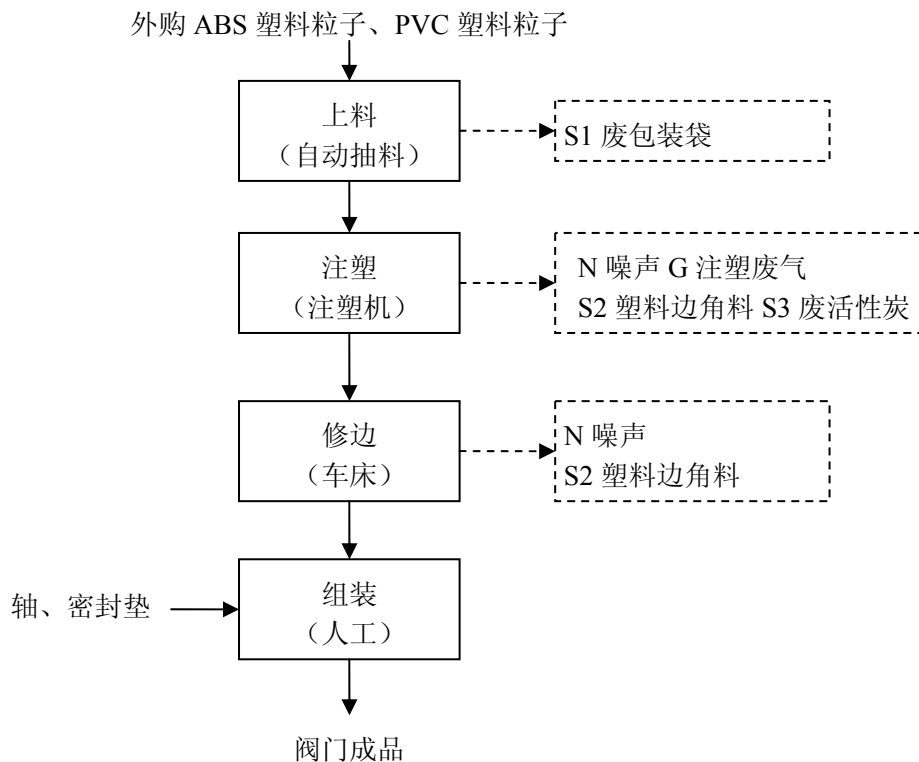 外购 ABS 塑料粒子、PVC 塑料粒子
上料
（自动抽料）
S1 废包装袋
注塑
（注塑机）
N 噪声 G 注塑废气
S2 塑料边角料 S3 废活性炭
修边
（车床）
N 噪声
S2 塑料边角料
轴、密封垫
组装
（人工）
阀门成品